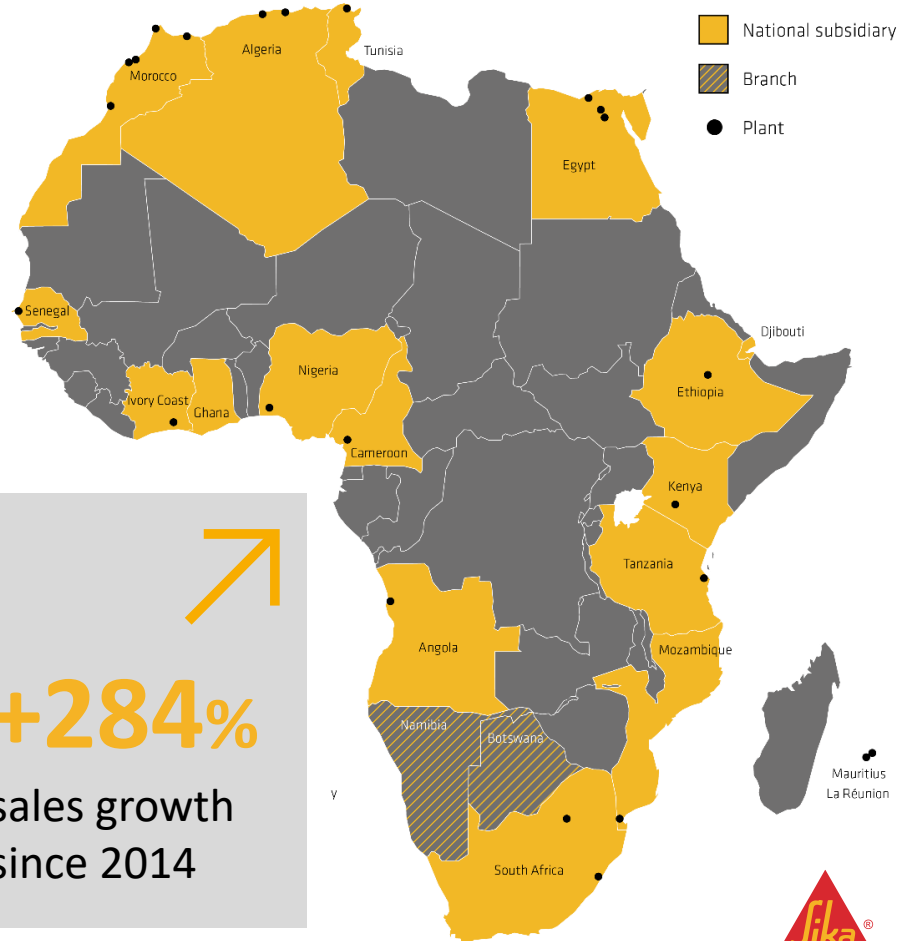 National subsidiary
Branch
Plant
Tunisia
Algeria
Morocco
Egypt
Senegal
Djibouti
Nigeria
Ethiopia
Ivory Coast
Ghana
Cameroon
Kenya
Tanzania
Angola
Mozambique
Namibia
Botswana
Mauritius
La Réunion
South Africa
+284%
sales growth
since 2014
y
Sika®